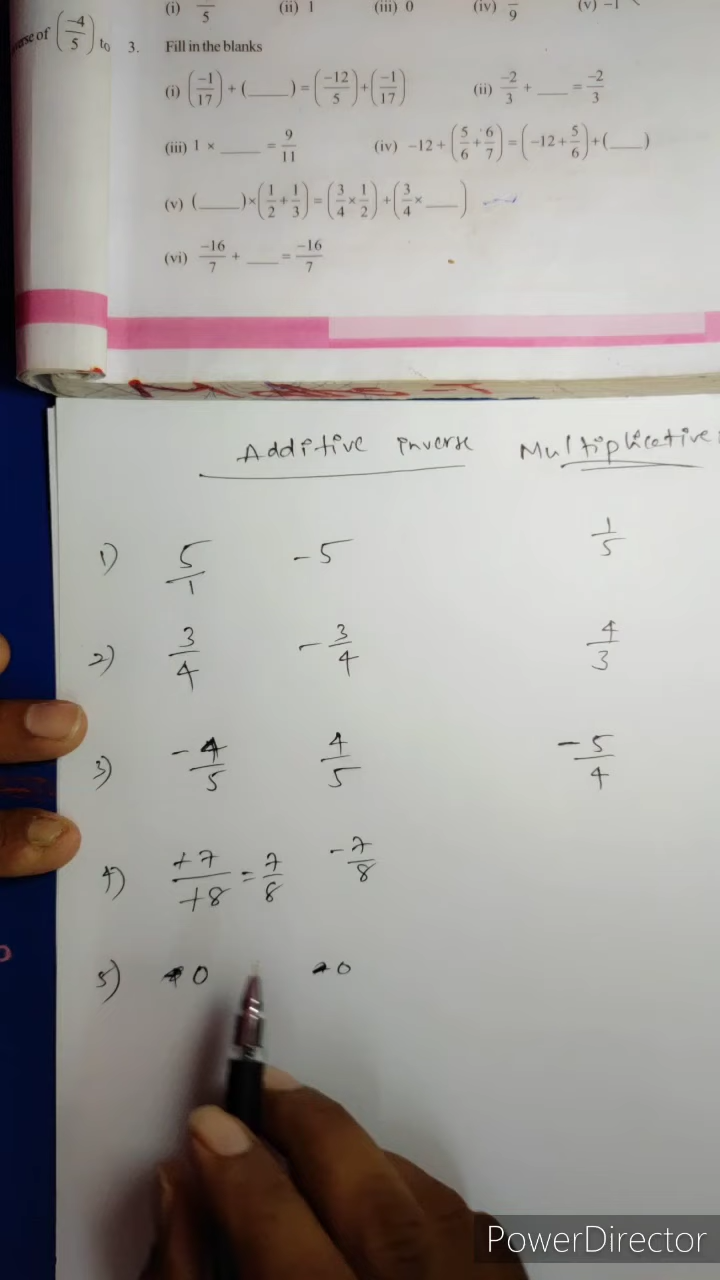 (i) 5 (ii) 1 (iii) 0 (iv) 9 (v) -1
rse of (-4/5) to
3. Fill in the blanks
(i) (-1/17) + (____) = (-12/5) + (-1/17) (ii) -2/3 + ____ = -2/3
(iii) 1 × ____ = 9/11 (iv) -12 + (5/6 + 6/7) = (-12 + 5/6) + (____)
(v) (____) × (1/2 + 1/3) = (3/4 × 1/2) + (3/4 × ____)
(vi) -16/7 + ____ = -16/7
Additive inverse Multiplicative
1) 5/1 -5 1/5
2) 3/4 -3/4 4/3
3) -4/5 4/5 -5/4
4) +7/+8 = 7/8 -7/8
5) 0 0
PowerDirector